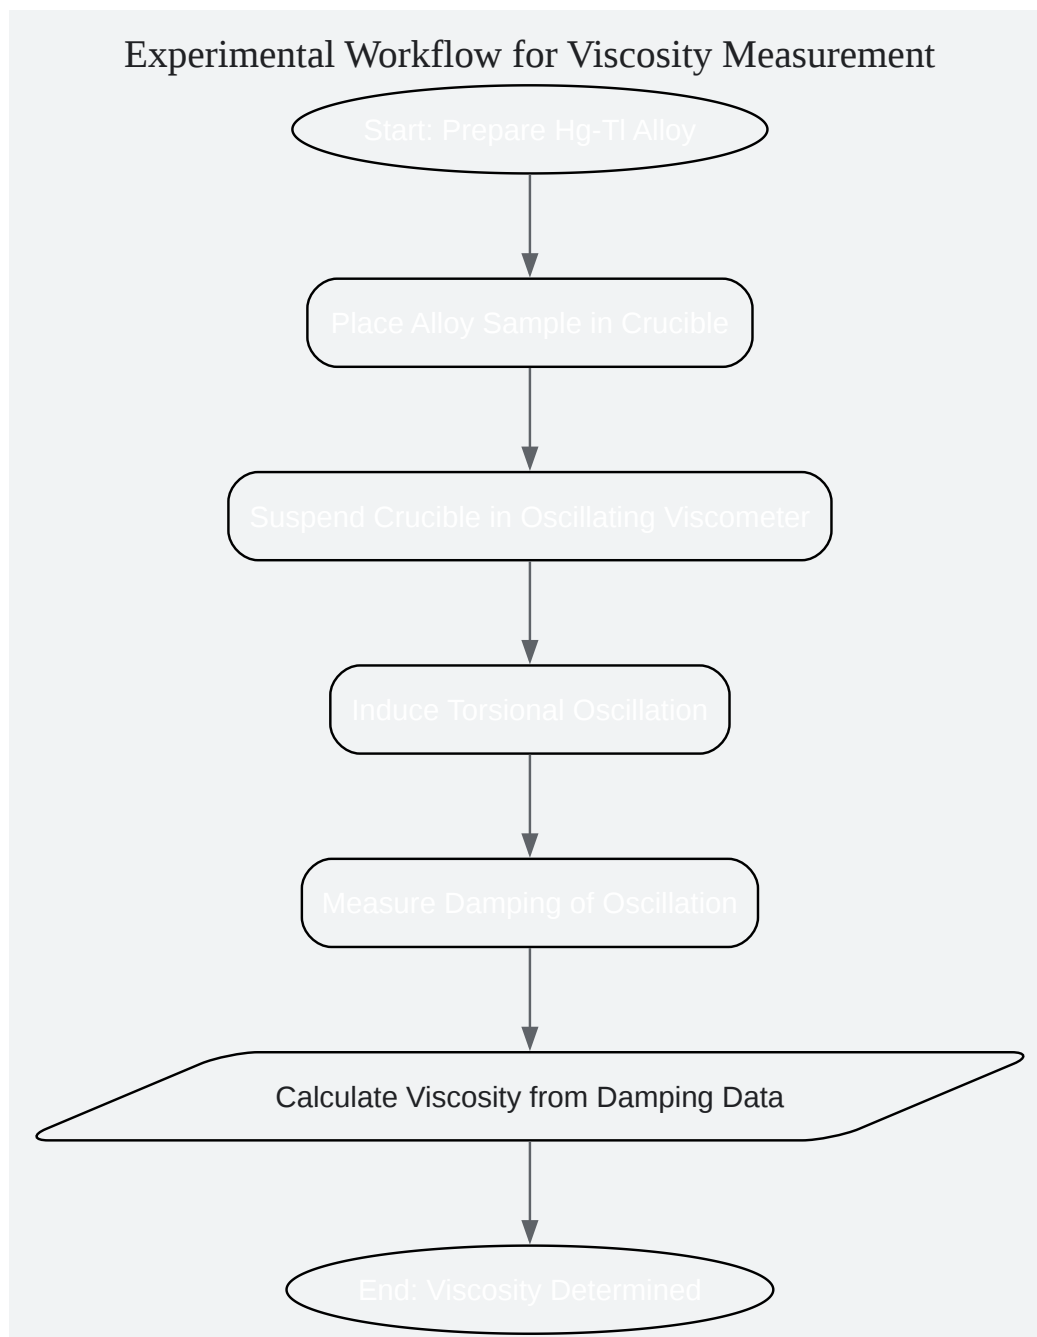 Experimental Workflow for Viscosity Measurement
Start: Prepare Hg-Tl Alloy
Place Alloy Sample in Crucible
Suspend Crucible in Oscillating Viscometer
Induce Torsional Oscillation
Measure Damping of Oscillation
Calculate Viscosity from Damping Data
End: Viscosity Determined